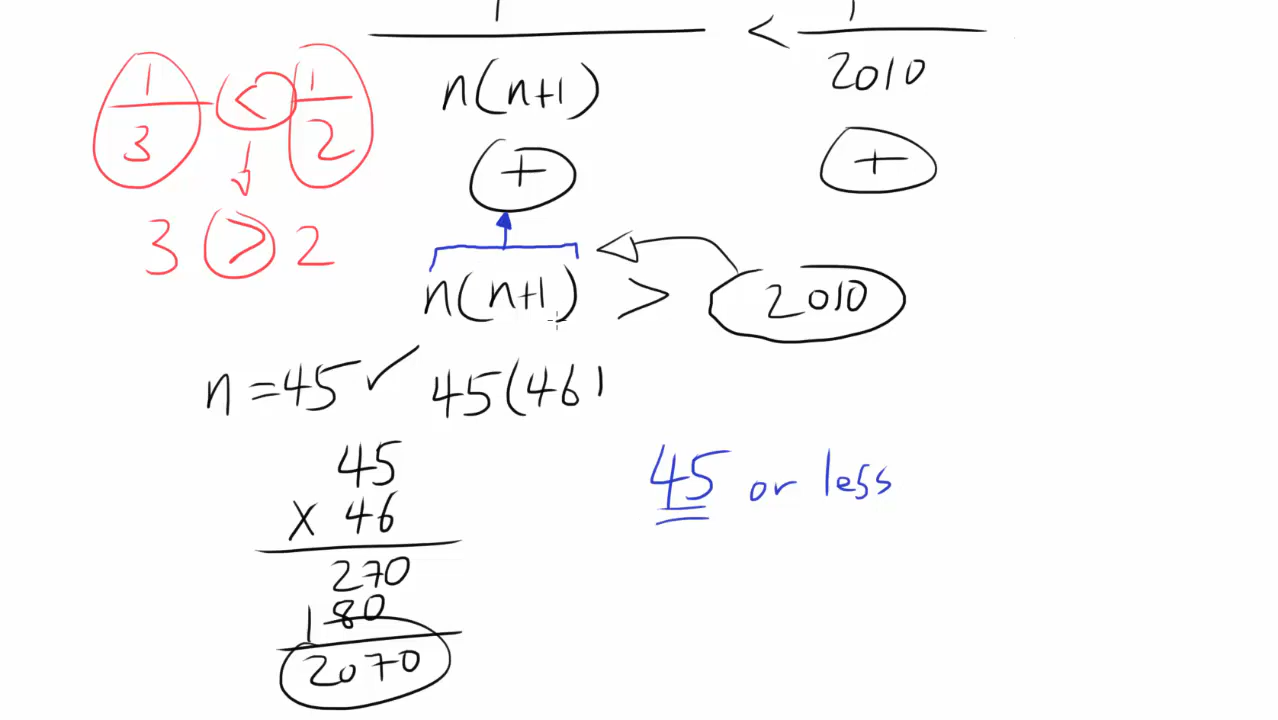 1 / n(n+1) < 1 / 2010
1/3 < 1/2
+ +
3 > 2
n(n+1) > 2010
n = 45 ✓ 45(46)
45
x 46
270
180
2070
45 or less